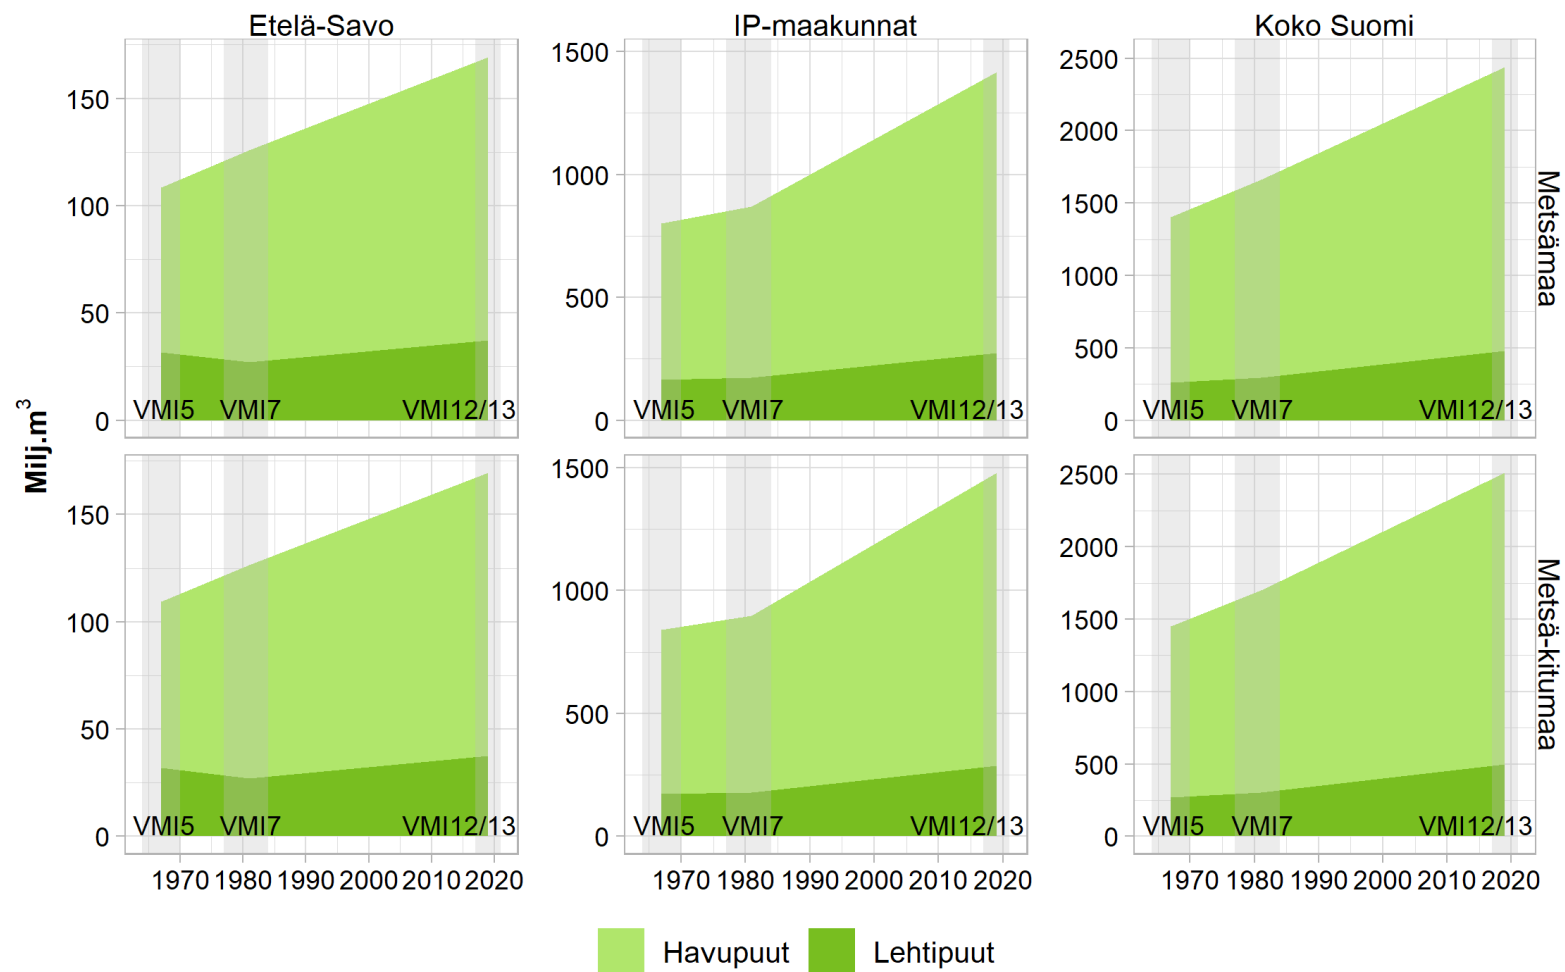 Etelä-Savo IP-maakunnat Koko Suomi
150
100
50
0
VMI5 VMI7 VMI12/13
1500
1000
500
0
VMI5 VMI7 VMI12/13
2500
2000
1500
1000
500
0
VMI5 VMI7 VMI12/13
Metsämaa
Milj.m³
150
100
50
0
VMI5 VMI7 VMI12/13
1970 1980 1990 2000 2010 2020
1500
1000
500
0
VMI5 VMI7 VMI12/13
1970 1980 1990 2000 2010 2020
2500
2000
1500
1000
500
0
VMI5 VMI7 VMI12/13
1970 1980 1990 2000 2010 2020
Metsä-kitumaa
Havupuut Lehtipuut